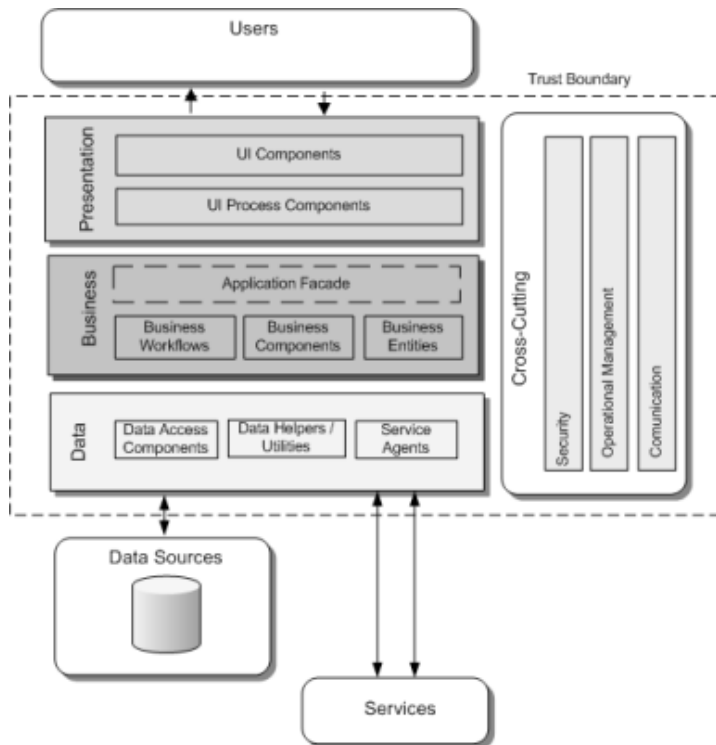 Users
Trust Boundary
Presentation
UI Components
UI Process Components
Business
Application Facade
Business
Workflows
Business
Components
Business
Entities
Data
Data Access
Components
Data Helpers /
Utilities
Service
Agents
Cross-Cutting
Security
Operational Management
Comunication
Data Sources
Services